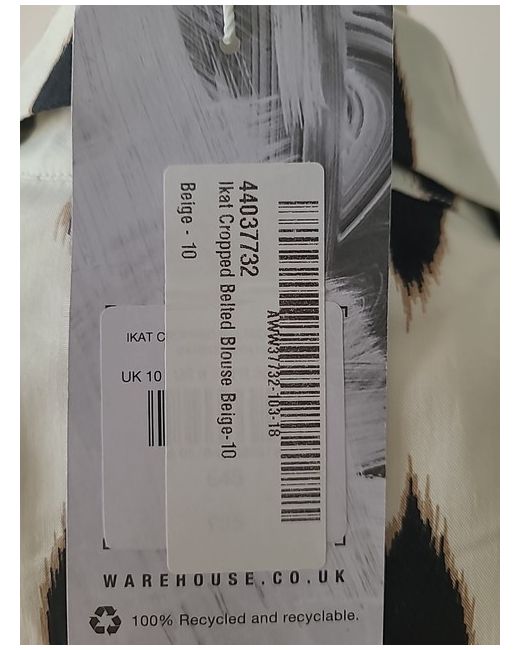 44037732
Ikat Cropped Belted Blouse Beige-10
Beige - 10
AWW37732-103-18
IKAT C
UK 10
WAREHOUSE.CO.UK
100% Recycled and recyclable.